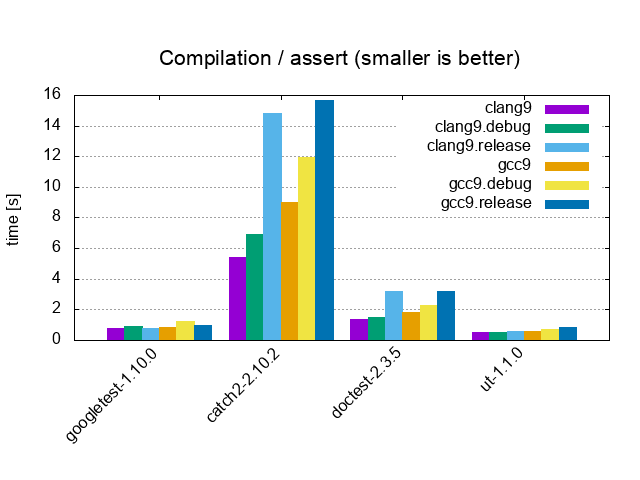 Compilation / assert (smaller is better)
16
14
12
10
8
6
4
2
0
time [s]
clang9
clang9.debug
clang9.release
gcc9
gcc9.debug
gcc9.release
googletest-1.10.0
catch2-2.10.2
doctest-2.3.5
ut-1.1.0